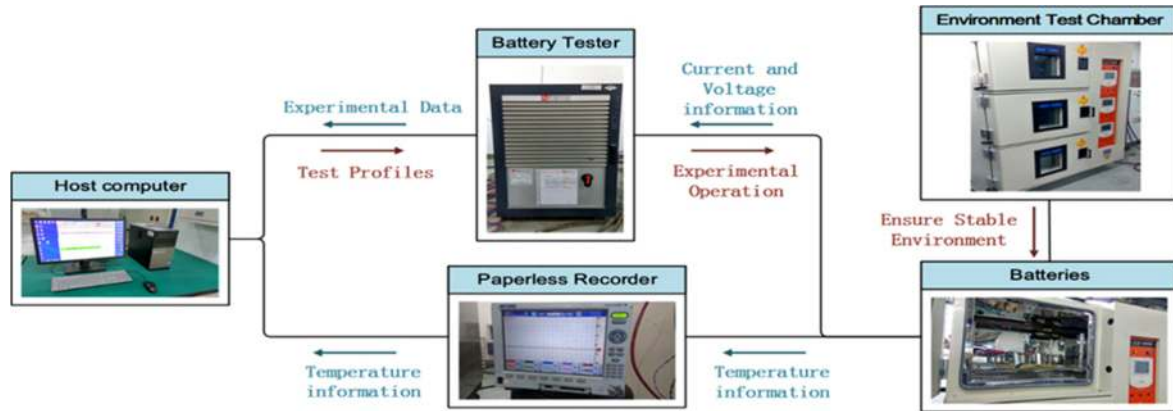 Battery Tester
Environment Test Chamber
Current and
Voltage
information
Experimental Data
Test Profiles
Experimental
Operation
Host computer
Ensure Stable
Environment
Paperless Recorder
Batteries
Temperature
information
Temperature
information